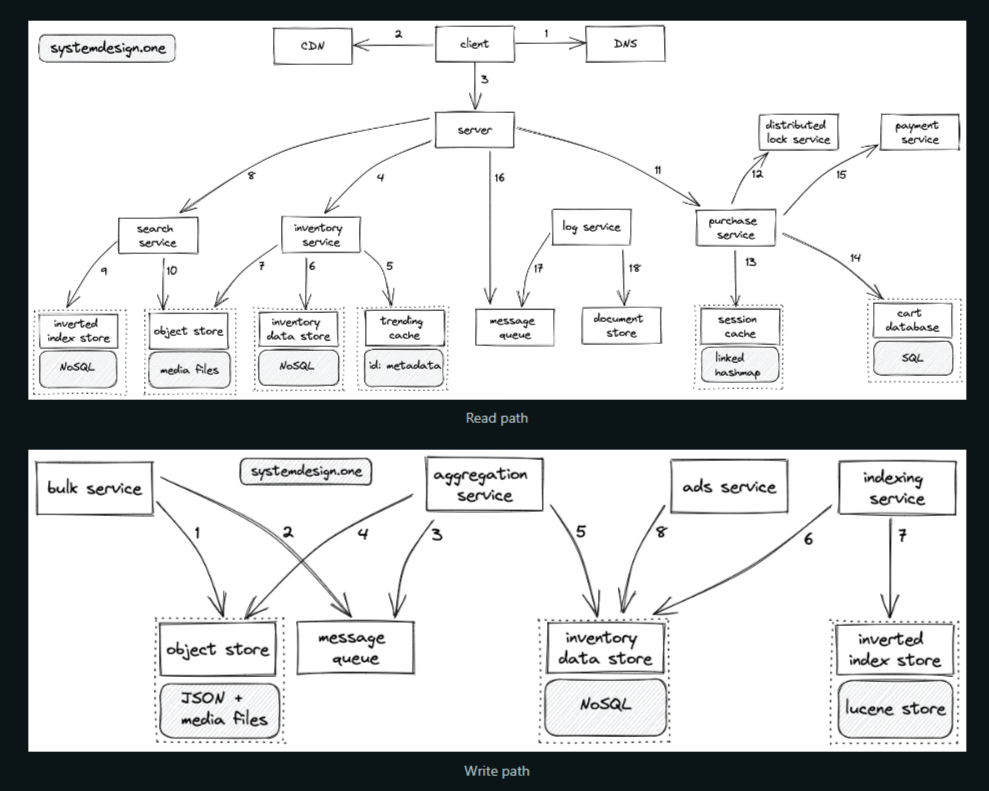 systemdesign.one
CDN
2
client
1
DNS
3
server
distributed
lock service
payment
service
8
4
16
11
12
15
search
service
inventory
service
log service
purchase
service
9
10
7
6
5
17
18
13
14
inverted
index store
NoSQL
object store
media files
inventory
data store
NoSQL
trending
cache
id: metadata
message
queue
document
store
session
cache
linked
hashmap
cart
database
SQL
Read path
bulk service
systemdesign.one
aggregation
service
ads service
indexing
service
1
2
4
3
5
8
6
7
object store
JSON +
media files
message
queue
inventory
data store
NoSQL
inverted
index store
lucene store
Write path